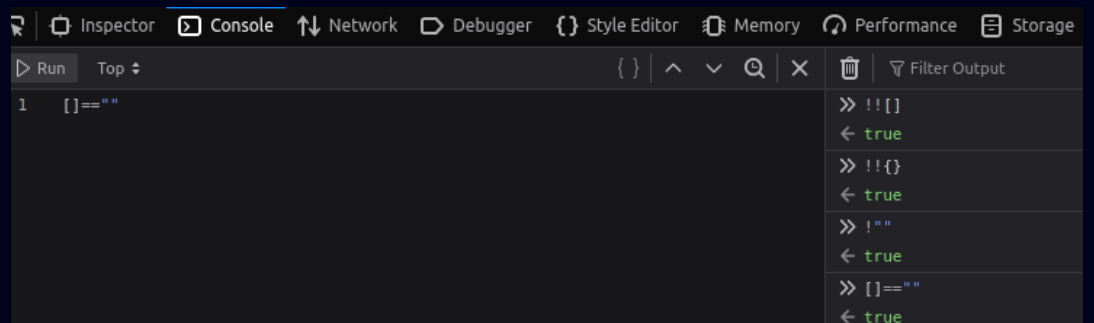 Inspector Console Network Debugger {} Style Editor Memory Performance Storage
Run Top { } Filter Output
1 []==""
>> !![]
← true
>> !!{}
← true
>> !""
← true
>> []==""
← true